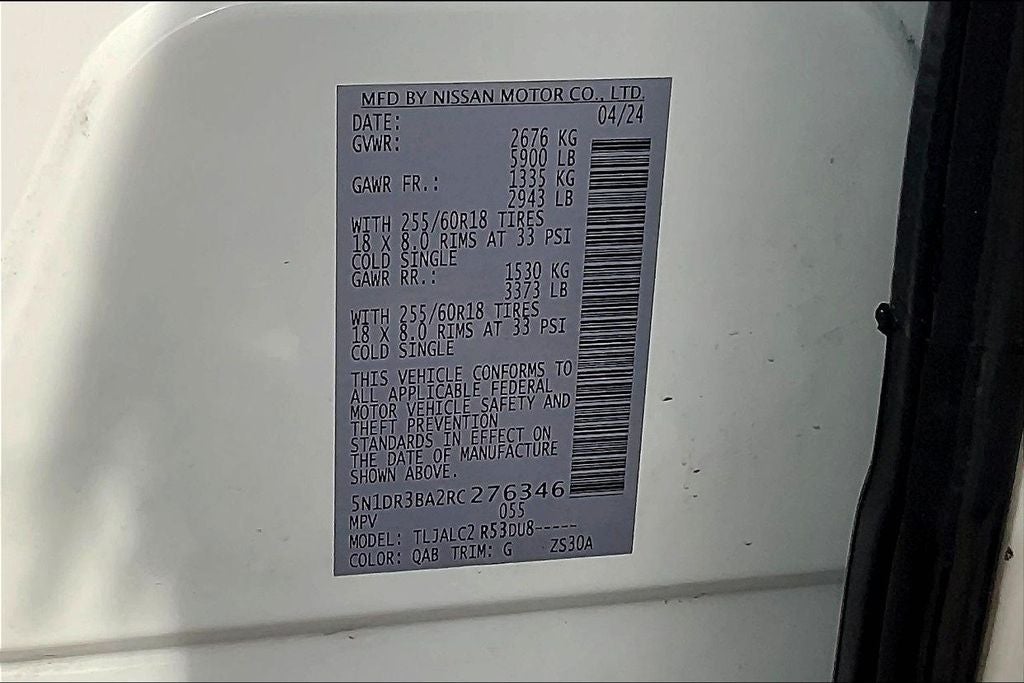 MFD BY NISSAN MOTOR CO., LTD.
DATE: 04/24
GVWR: 2676 KG
5900 LB
GAWR FR.: 1335 KG
2943 LB
WITH 255/60R18 TIRES
18 X 8.0 RIMS AT 33 PSI
COLD SINGLE
GAWR RR.: 1530 KG
3373 LB
WITH 255/60R18 TIRES
18 X 8.0 RIMS AT 33 PSI
COLD SINGLE
THIS VEHICLE CONFORMS TO
ALL APPLICABLE FEDERAL
MOTOR VEHICLE SAFETY AND
THEFT PREVENTION
STANDARDS IN EFFECT ON
THE DATE OF MANUFACTURE
SHOWN ABOVE.
5N1DR3BA2RC276346
MPV 055
MODEL: TLJALC2 R53DU8-----
COLOR: QAB TRIM: G ZS30A